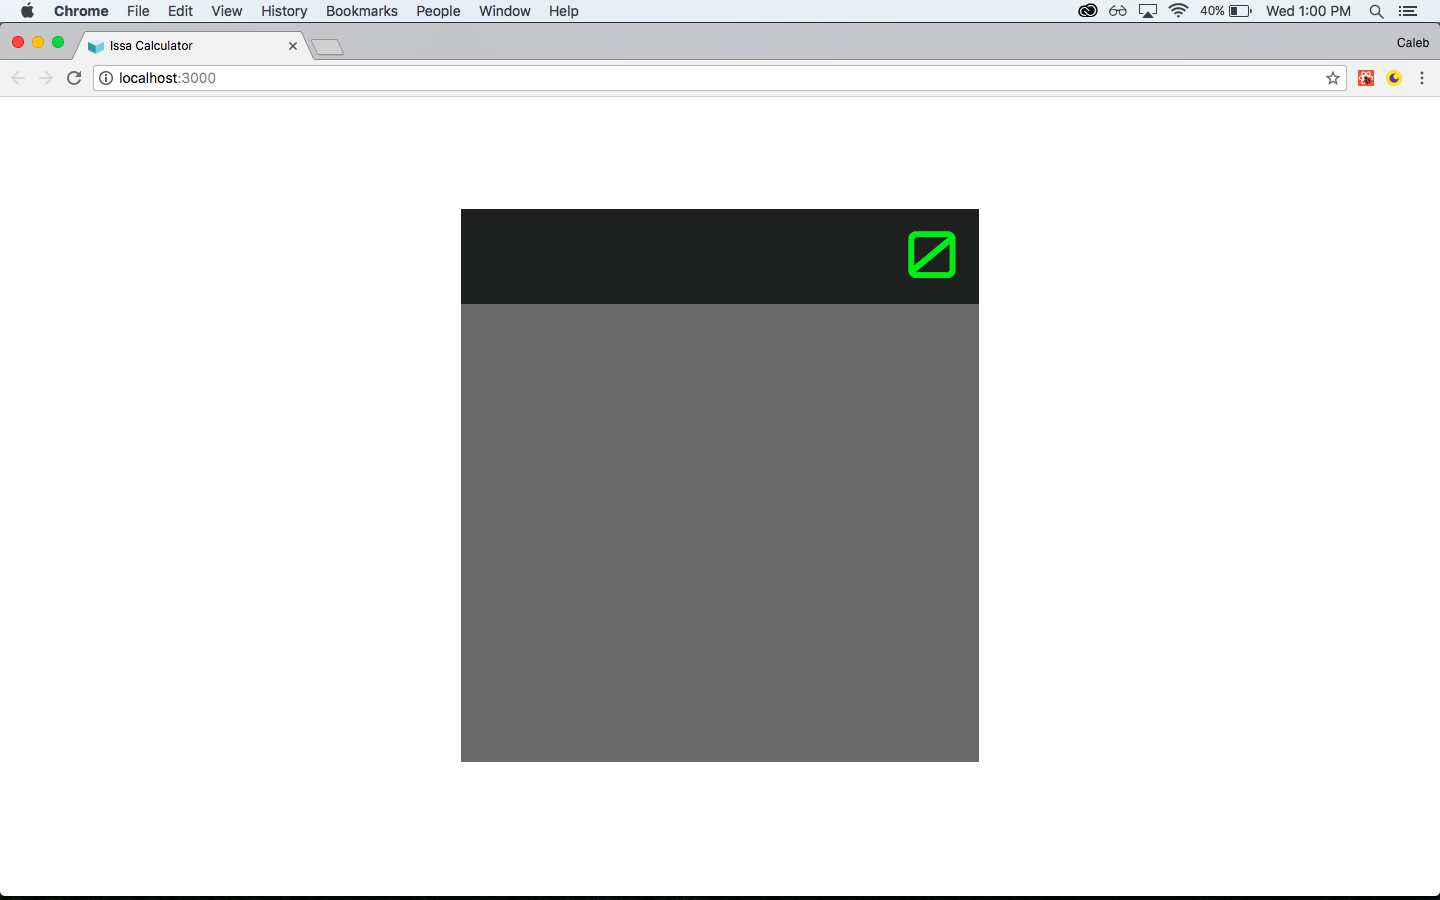 Chrome File Edit View History Bookmarks People Window Help 40% Wed 1:00 PM
Issa Calculator Caleb
localhost:3000
0